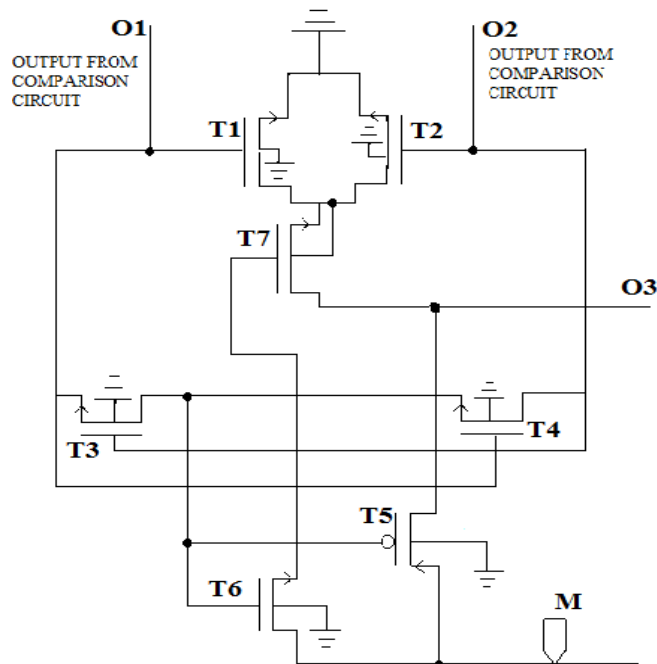 O1
O2
OUTPUT FROM
COMPARISON
CIRCUIT
OUTPUT FROM
COMPARISON
CIRCUIT
T1
T2
T7
O3
T3
T4
T5
T6
M